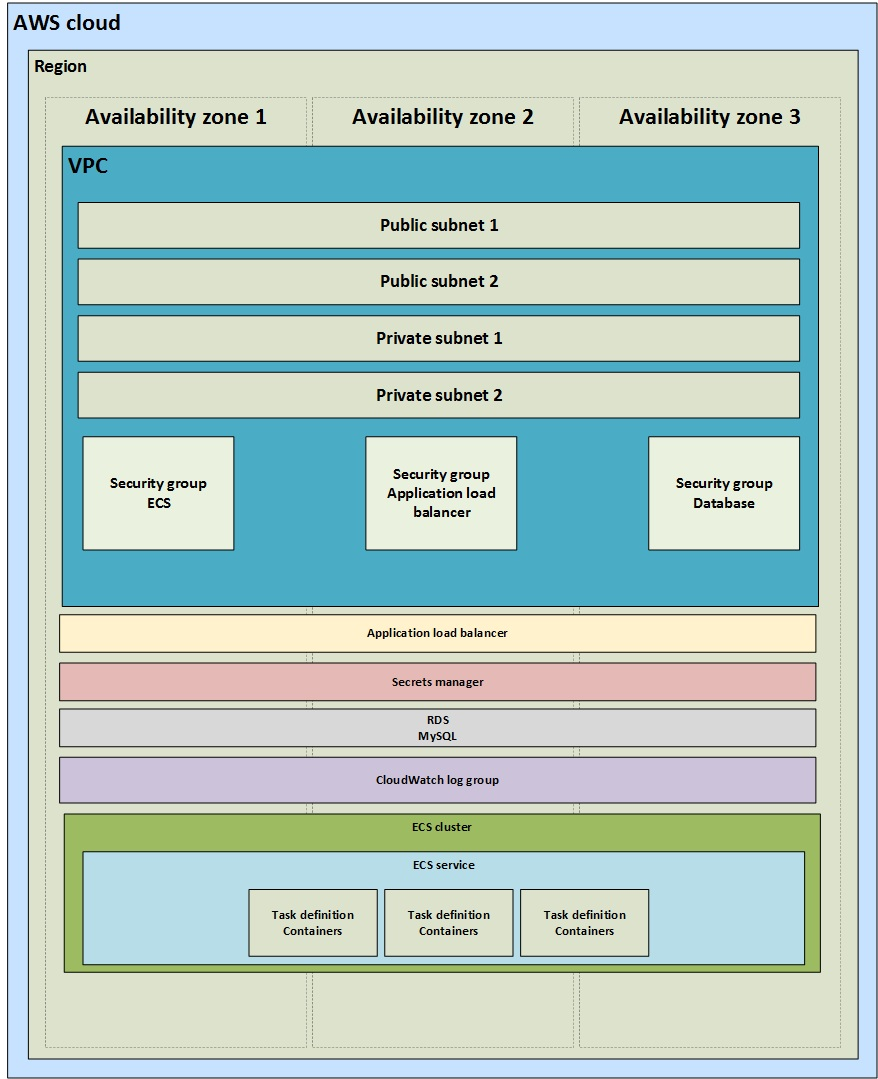 AWS cloud
Region
Availability zone 1
Availability zone 2
Availability zone 3
VPC
Public subnet 1
Public subnet 2
Private subnet 1
Private subnet 2
Security group
ECS
Security group
Application load
balancer
Security group
Database
Application load balancer
Secrets manager
RDS
MySQL
CloudWatch log group
ECS cluster
ECS service
Task definition
Containers
Task definition
Containers
Task definition
Containers